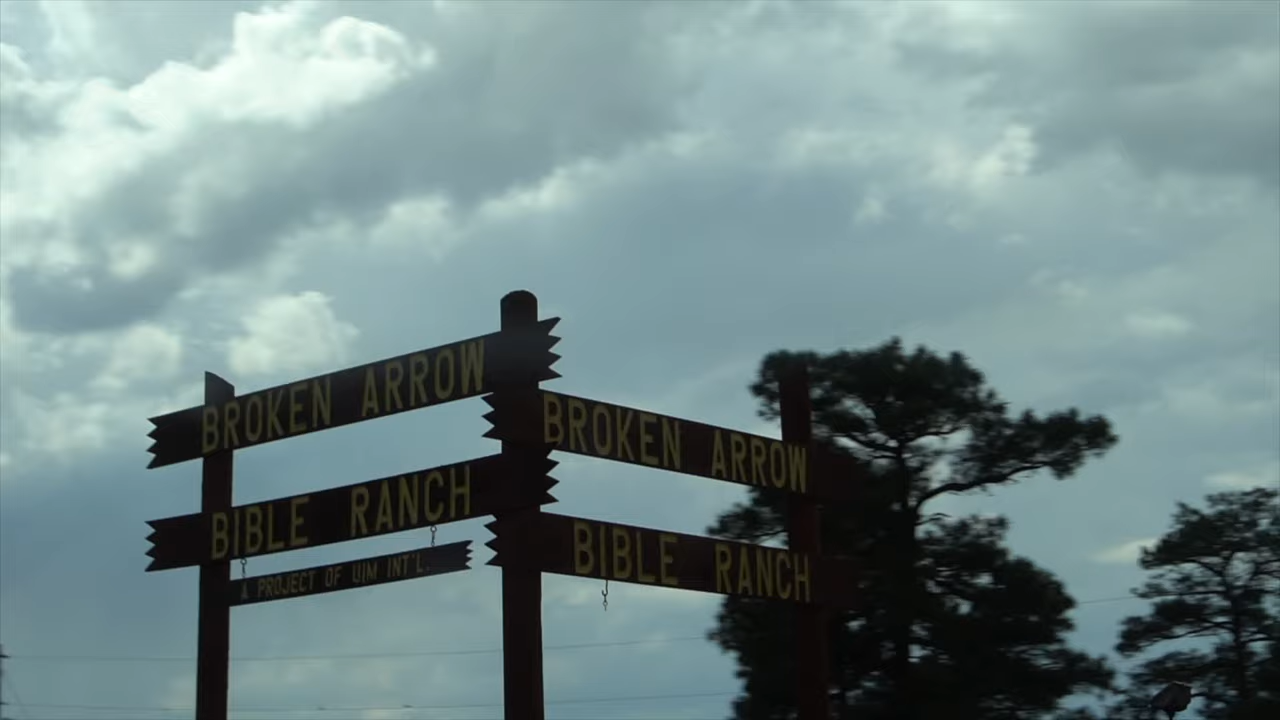 BROKEN ARROW
BIBLE RANCH
A PROJECT OF UIM INT'L.
BROKEN ARROW
BIBLE RANCH